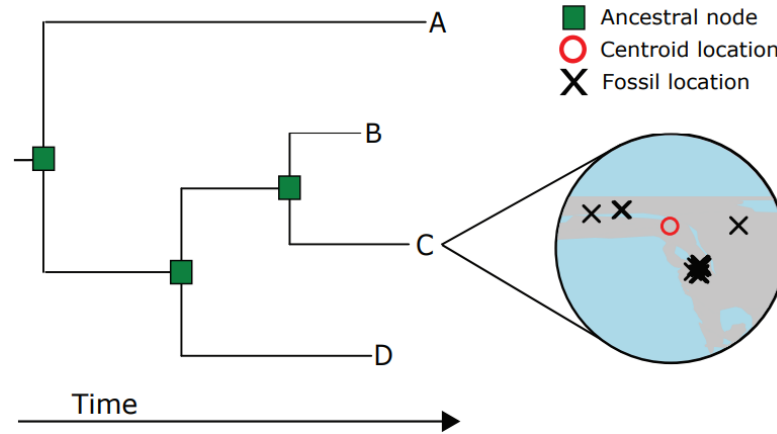 A
Ancestral node
Centroid location
Fossil location
B
C
D
Time